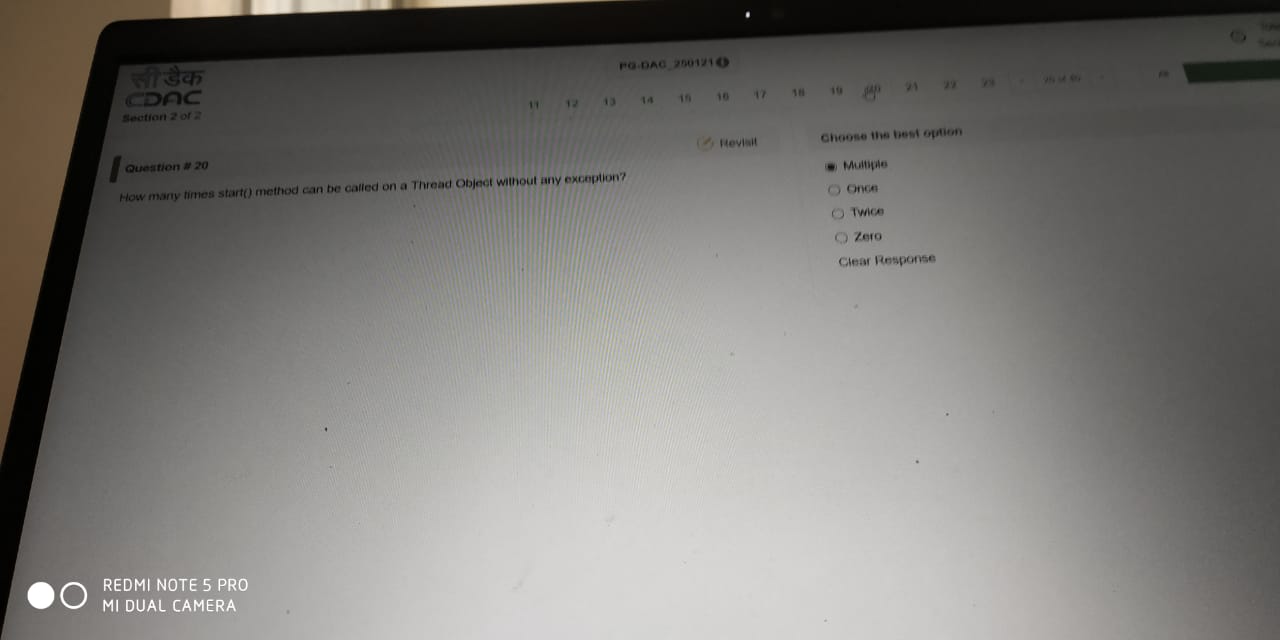 सी डैक
CDAC
Section 2 of 2
PG-DAC_250121
11 12 13 14 15 16 17 18 19 20 21 22 23
Question # 20
Revisit
How many times start() method can be called on a Thread Object without any exception?
Choose the best option
Multiple
Once
Twice
Zero
Clear Response
REDMI NOTE 5 PRO
MI DUAL CAMERA